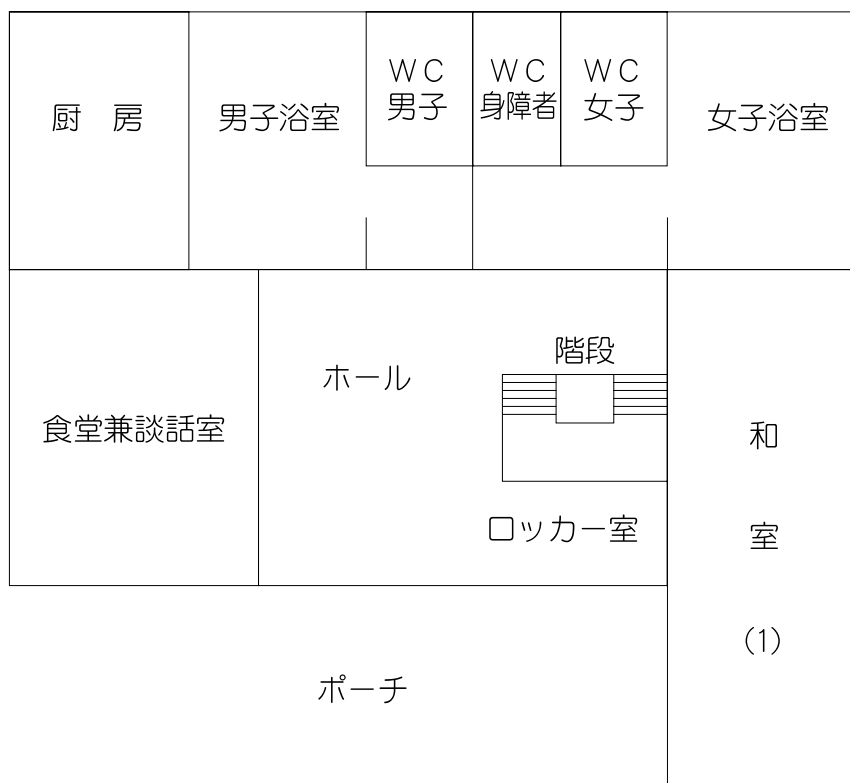 厨　房
男子浴室
ＷＣ
男子
ＷＣ
身障者
ＷＣ
女子
女子浴室
階段
ホール
食堂兼談話室
和
室
(1)
ロッカー室
ポーチ